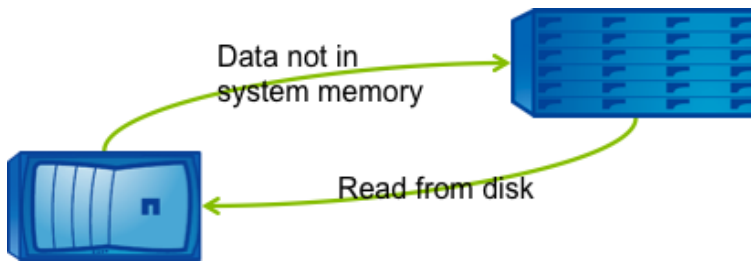 Data not in
system memory
Read from disk